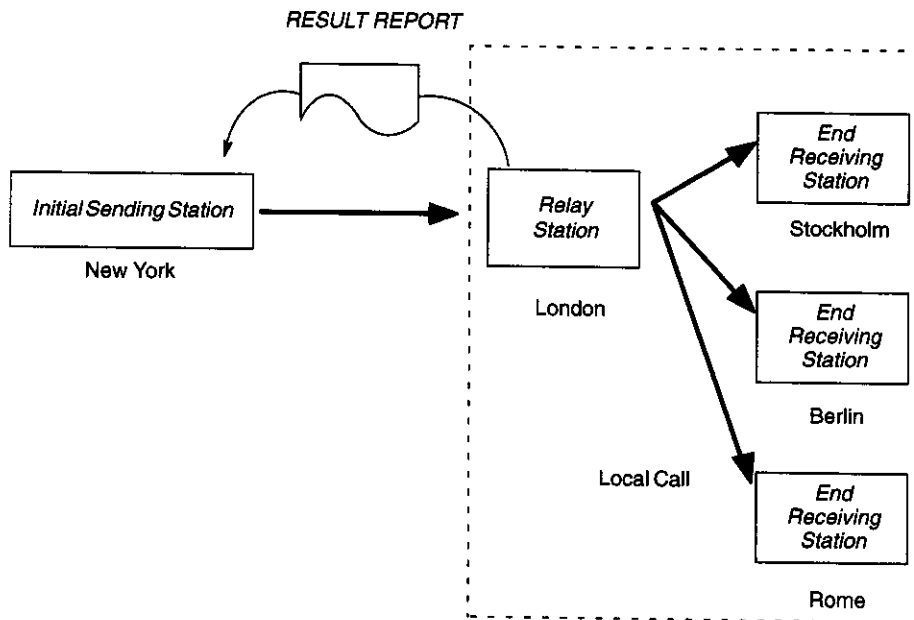 RESULT REPORT
Initial Sending Station
New York
Relay
Station
London
End
Receiving
Station
Stockholm
End
Receiving
Station
Berlin
Local Call
End
Receiving
Station
Rome